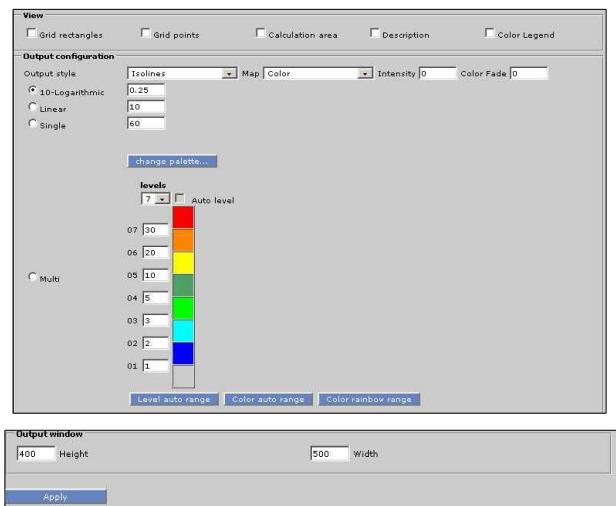 View
Grid rectangles Grid points Calculation area Description Color Legend
Output configuration
Output style Isolines Map Color Intensity 0 Color Fade 0
10-Logarithmic 0.25
Linear 10
Single 60
change palette...
levels
7 Auto level
07 30
06 20
Multi 05 10
04 5
03 3
02 2
01 1
Level auto range Color auto range Color rainbow range
Output window
400 Height 500 Width
Apply